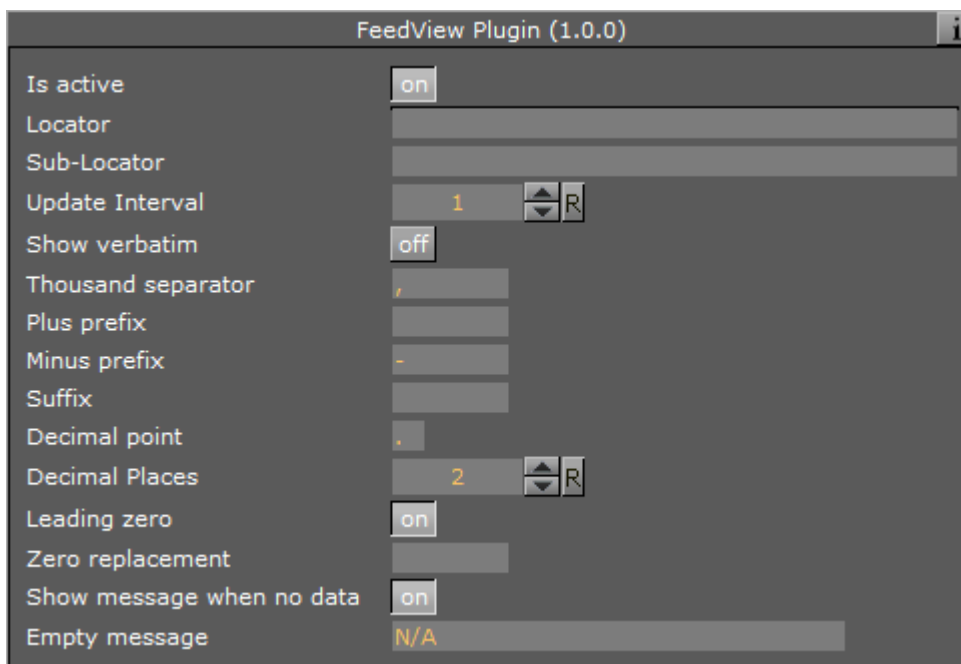 FeedView Plugin (1.0.0) i
Is active on
Locator
Sub-Locator
Update Interval 1 R
Show verbatim off
Thousand separator ,
Plus prefix
Minus prefix -
Suffix
Decimal point .
Decimal Places 2 R
Leading zero on
Zero replacement
Show message when no data on
Empty message N/A